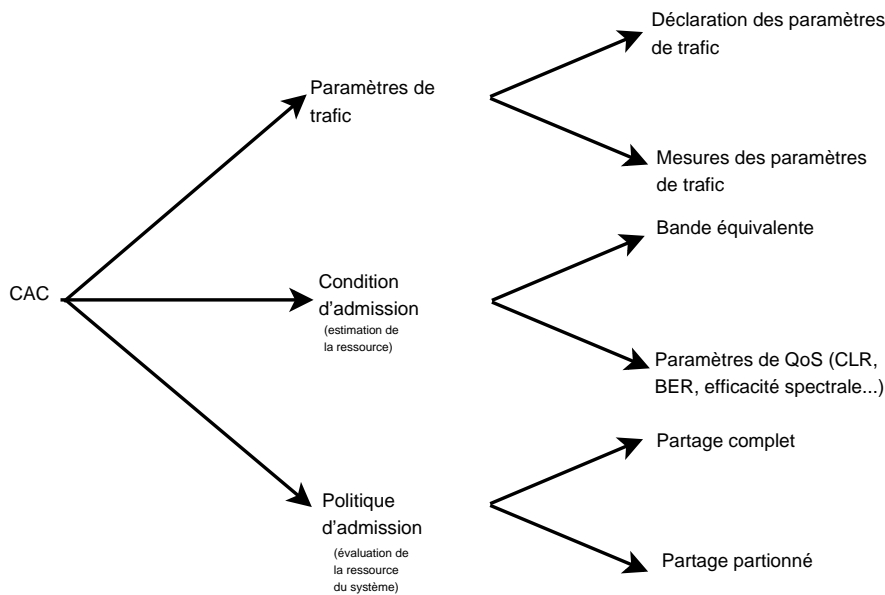 CAC
Paramètres de
trafic
Déclaration des paramètres
de trafic
Mesures des paramètres
de trafic
Condition
d'admission
(estimation de
la ressource)
Bande équivalente
Paramètres de QoS (CLR,
BER, efficacité spectrale...)
Politique
d'admission
(évaluation de
la ressource
du système)
Partage complet
Partage partionné